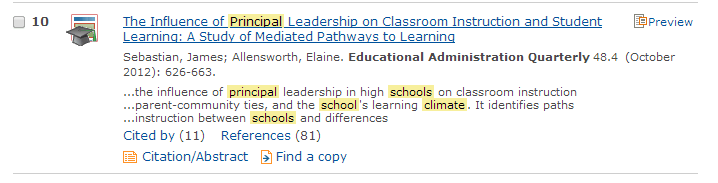 10 The Influence of Principal Leadership on Classroom Instruction and Student Preview
Learning: A Study of Mediated Pathways to Learning
Sebastian, James; Allensworth, Elaine. Educational Administration Quarterly 48.4 (October
2012): 626-663.
...the influence of principal leadership in high schools on classroom instruction
...parent-community ties, and the school's learning climate. It identifies paths
...instruction between schools and differences
Cited by (11) References (81)
Citation/Abstract Find a copy